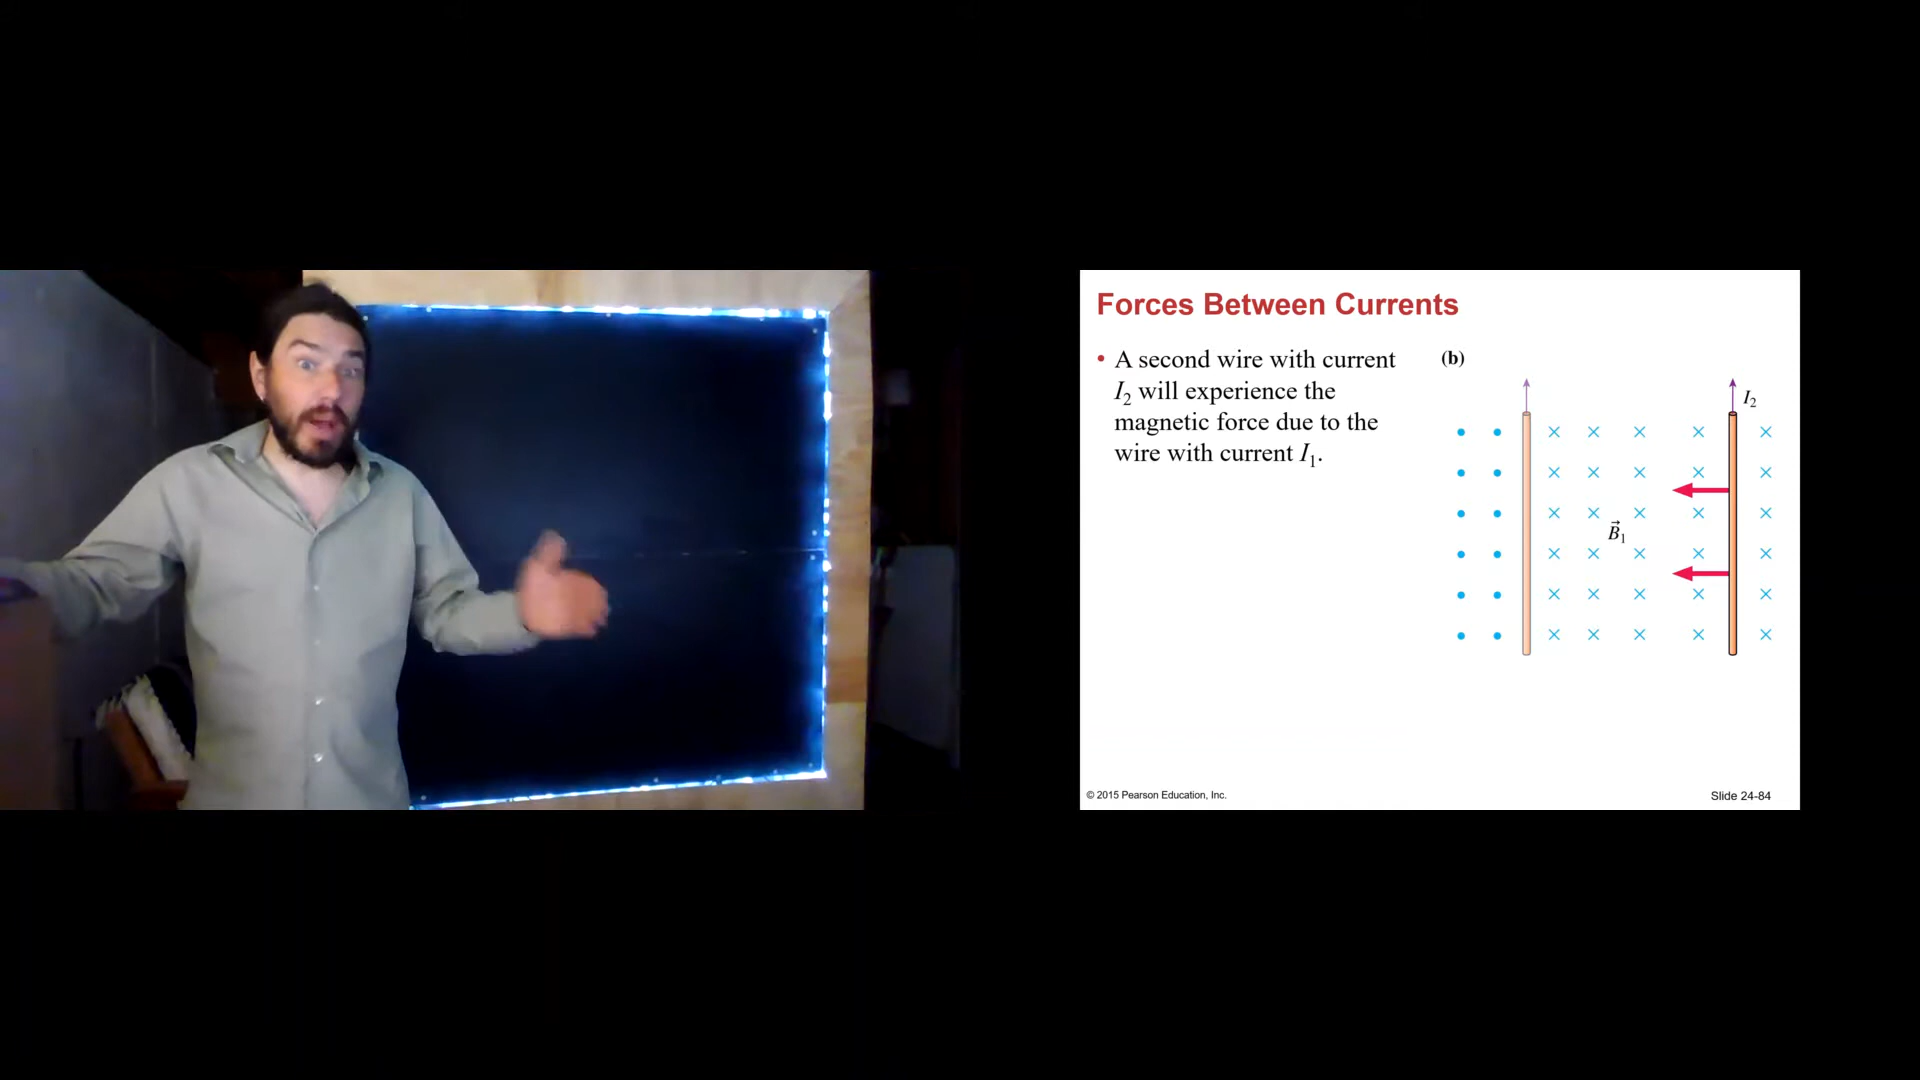 Forces Between Currents
• A second wire with current
I₂ will experience the
magnetic force due to the
wire with current I₁.
(b)
I₂
B⃗₁
© 2015 Pearson Education, Inc.
Slide 24-84